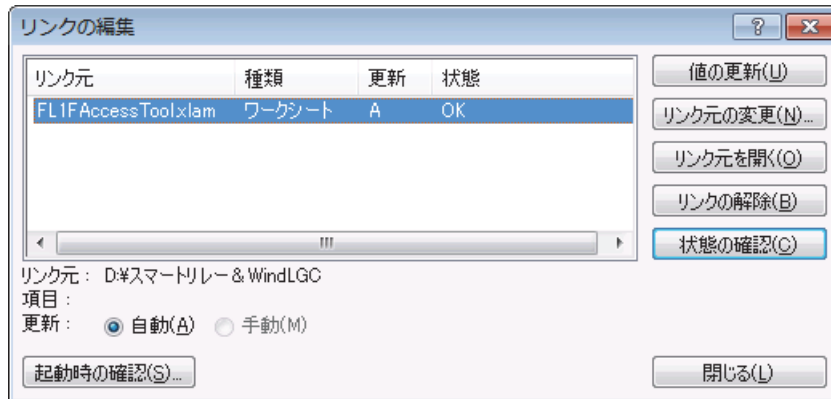 リンクの編集
リンク元 種類 更新 状態
FL1FAccessTool.xlam ワークシート A OK
値の更新(U)
リンク元の変更(N)...
リンク元を開く(O)
リンクの解除(B)
状態の確認(C)
リンク元： D:¥スマートリレー＆WindLGC
項目：
更新： 自動(A) 手動(M)
起動時の確認(S)... 閉じる(L)